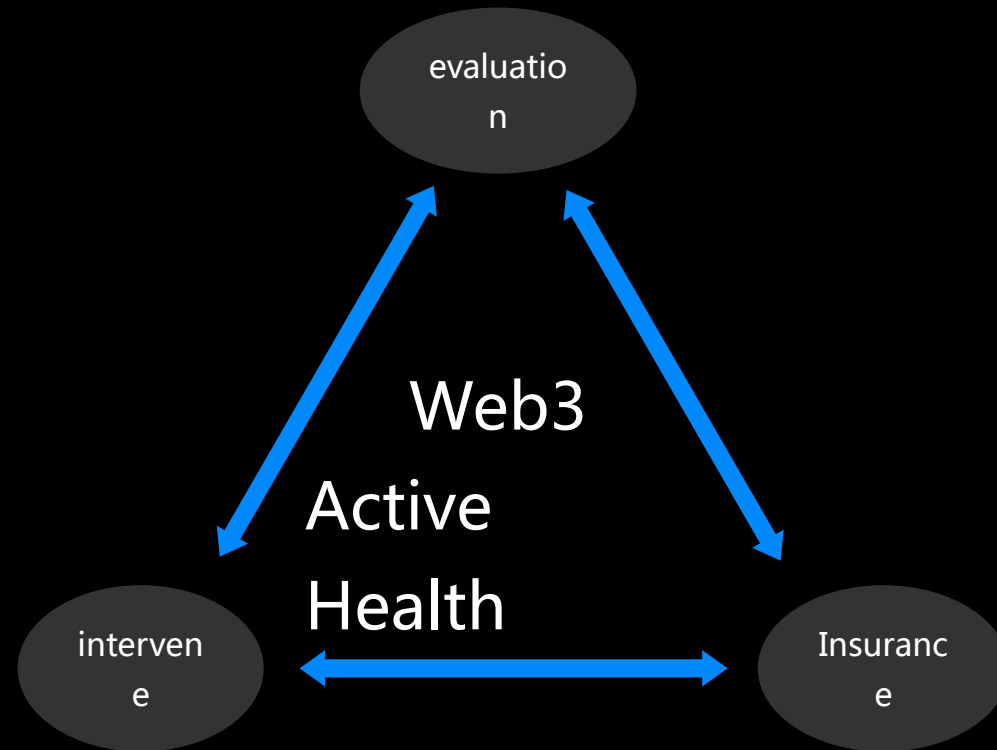 evaluatio
n
Web3
Active
Health
interven
e
Insuranc
e